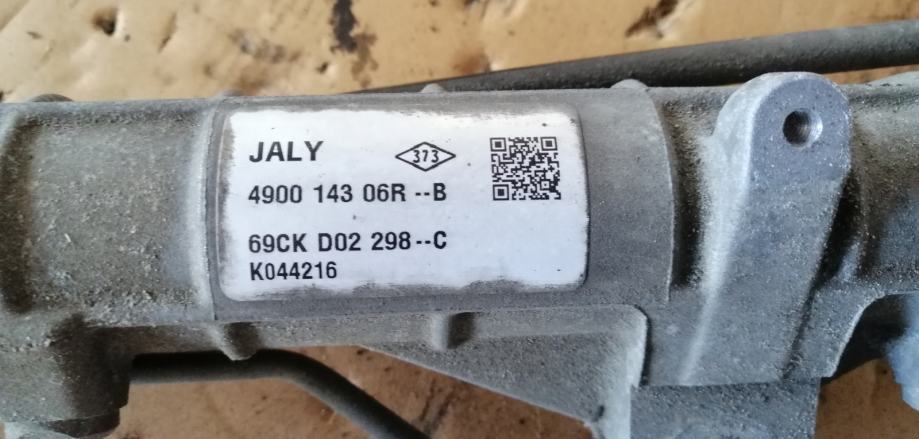 JALY 373
4900 143 06R --B
69CK D02 298--C
K044216